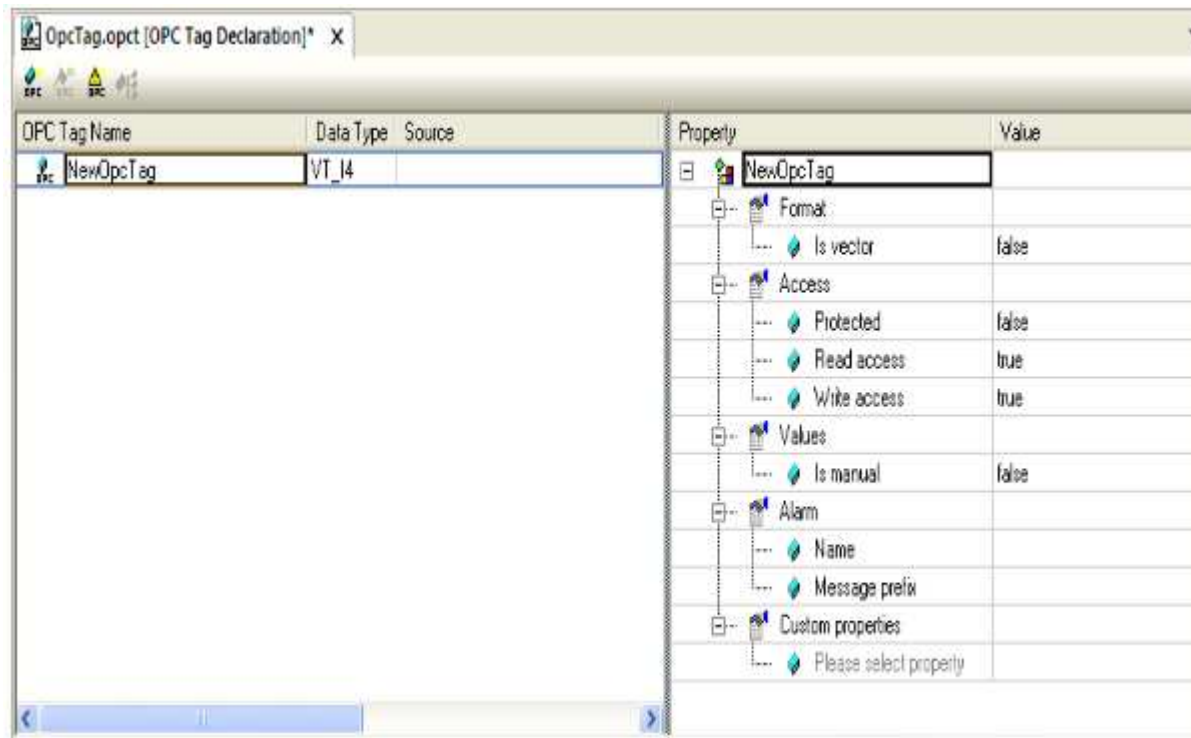 OpcTag.opct [OPC Tag Declaration]* X
OPC Tag Name Data Type Source
NewOpcTag VT_I4
Property Value
NewOpcTag
Format
Is vector false
Access
Protected false
Read access true
Write access true
Values
Is manual false
Alarm
Name
Message prefix
Custom properties
Please select property